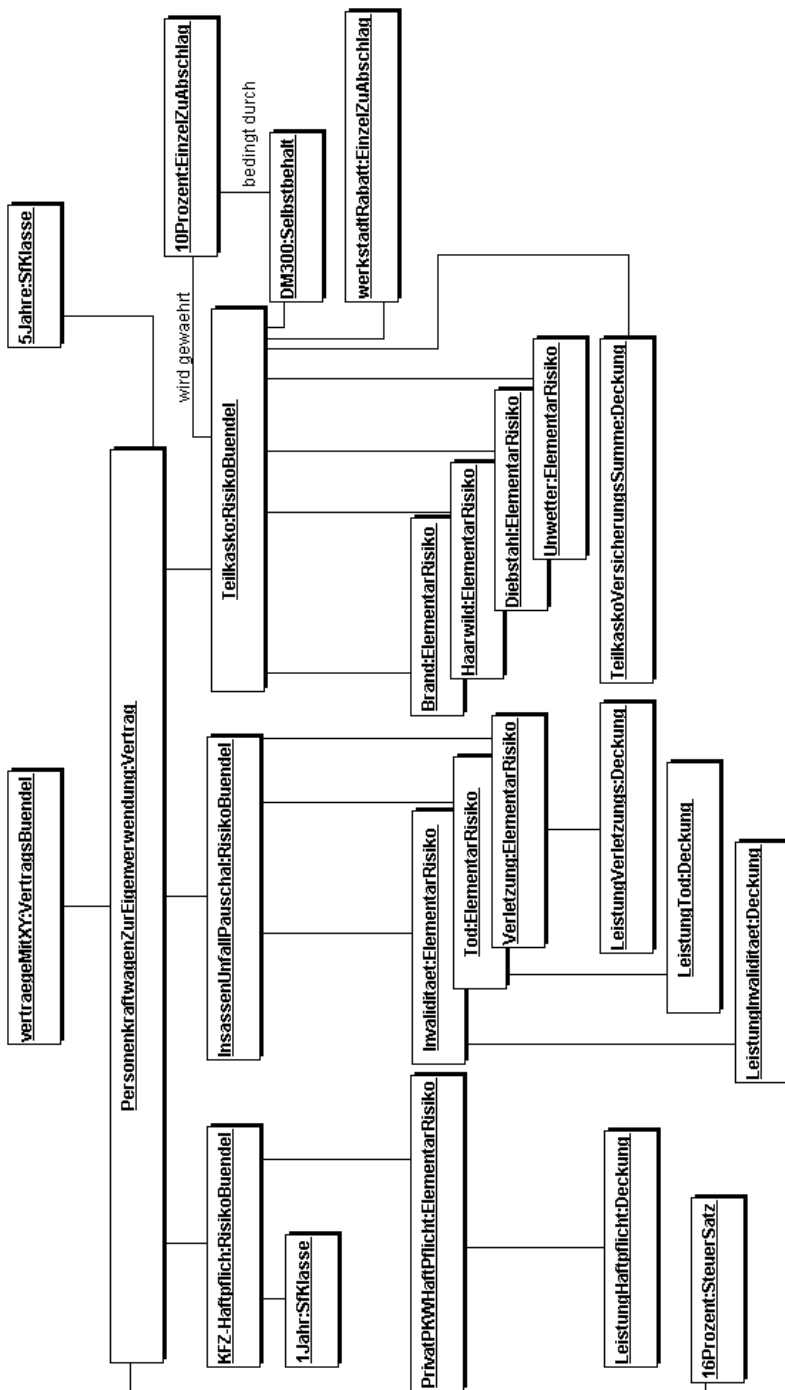 vertraegeMitXY:VertragsBuendel
5Jahre:SfKlasse
PersonenkraftwagenZurEigenverwendung:Vertrag
wird gewaehrt
10Prozent:EinzelZuAbschlag
KFZ-Haftpflich:RisikoBuendel
InsassenUnfallPauschal:RisikoBuendel
Teilkasko:RisikoBuendel
bedingt durch
1Jahr:SfKlasse
DM300:Selbstbehalt
werkstadtRabatt:EinzelZuAbschlag
PrivatPKWHaftPflicht:ElementarRisiko
Invaliditaet:ElementarRisiko
Brand:ElementarRisiko
Tod:ElementarRisiko
Haarwild:ElementarRisiko
Verletzung:ElementarRisiko
Diebstahl:ElementarRisiko
Unwetter:ElementarRisiko
LeistungHaftpflicht:Deckung
LeistungVerletzungs:Deckung
TeilkaskoVersicherungsSumme:Deckung
LeistungTod:Deckung
16Prozent:SteuerSatz
LeistungInvaliditaet:Deckung